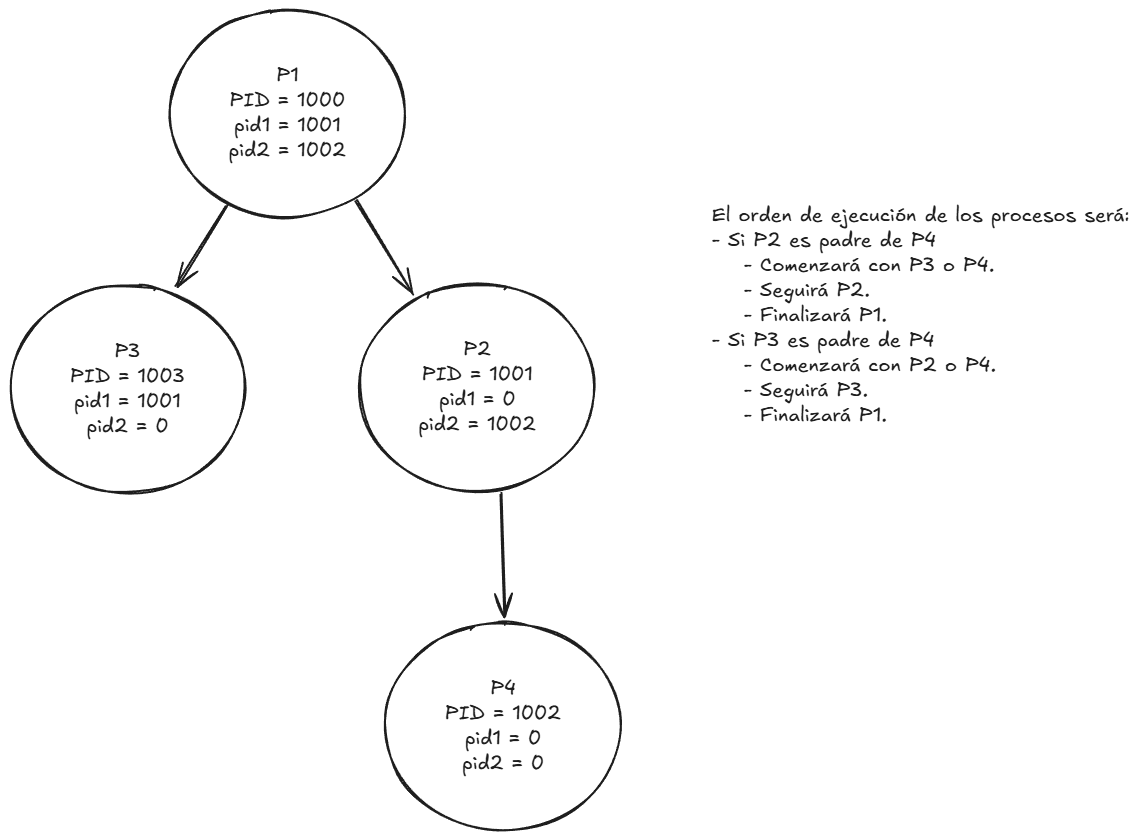 P1
PID = 1000
pid1 = 1001
pid2 = 1002
P3
PID = 1003
pid1 = 1001
pid2 = 0
P2
PID = 1001
pid1 = 0
pid2 = 1002
P4
PID = 1002
pid1 = 0
pid2 = 0
El orden de ejecución de los procesos será:
- Si P2 es padre de P4
- Comenzará con P3 o P4.
- Seguirá P2.
- Finalizará P1.
- Si P3 es padre de P4
- Comenzará con P2 o P4.
- Seguirá P3.
- Finalizará P1.